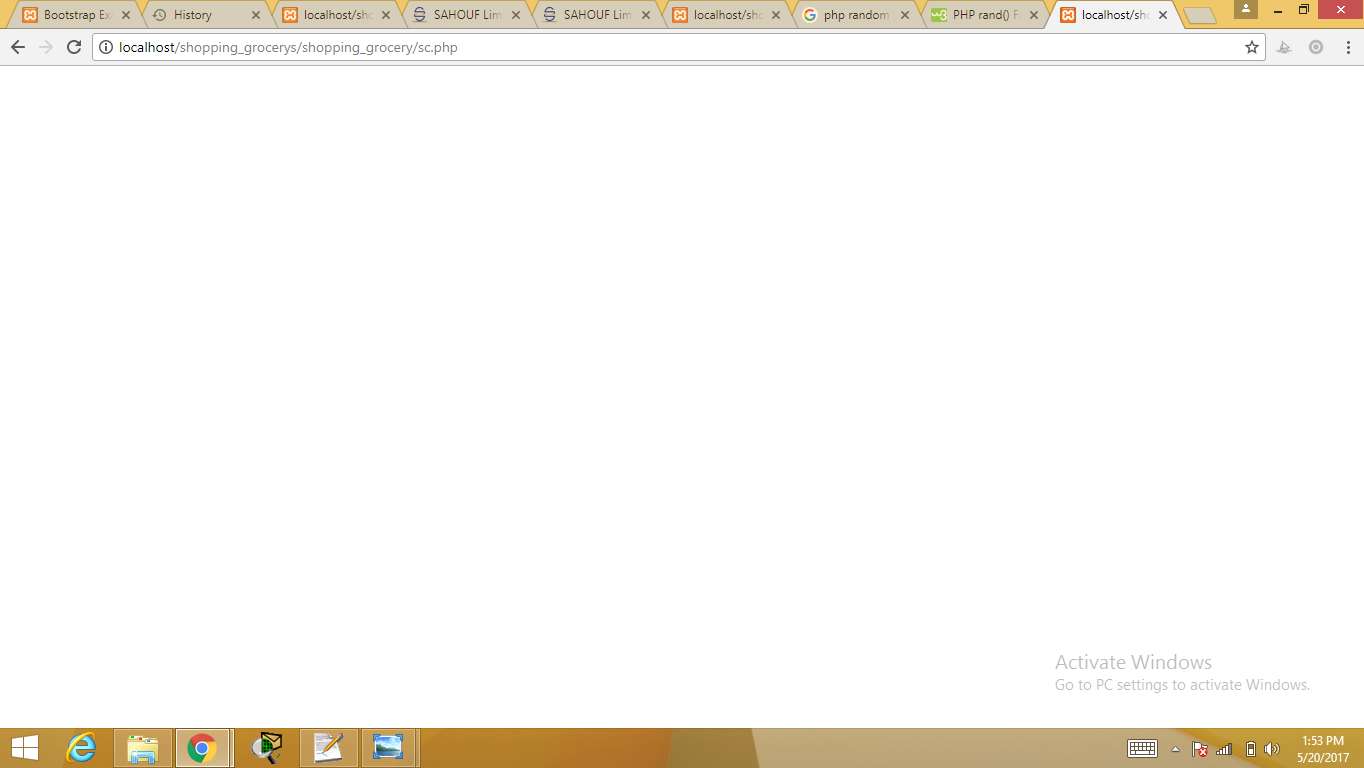 Bootstrap Exa
History
localhost/sho
SAHOUF Lim
SAHOUF Lim
localhost/sho
php random
PHP rand() F
localhost/sho
localhost/shopping_grocerys/shopping_grocery/sc.php
Activate Windows
Go to PC settings to activate Windows.
1:53 PM
5/20/2017